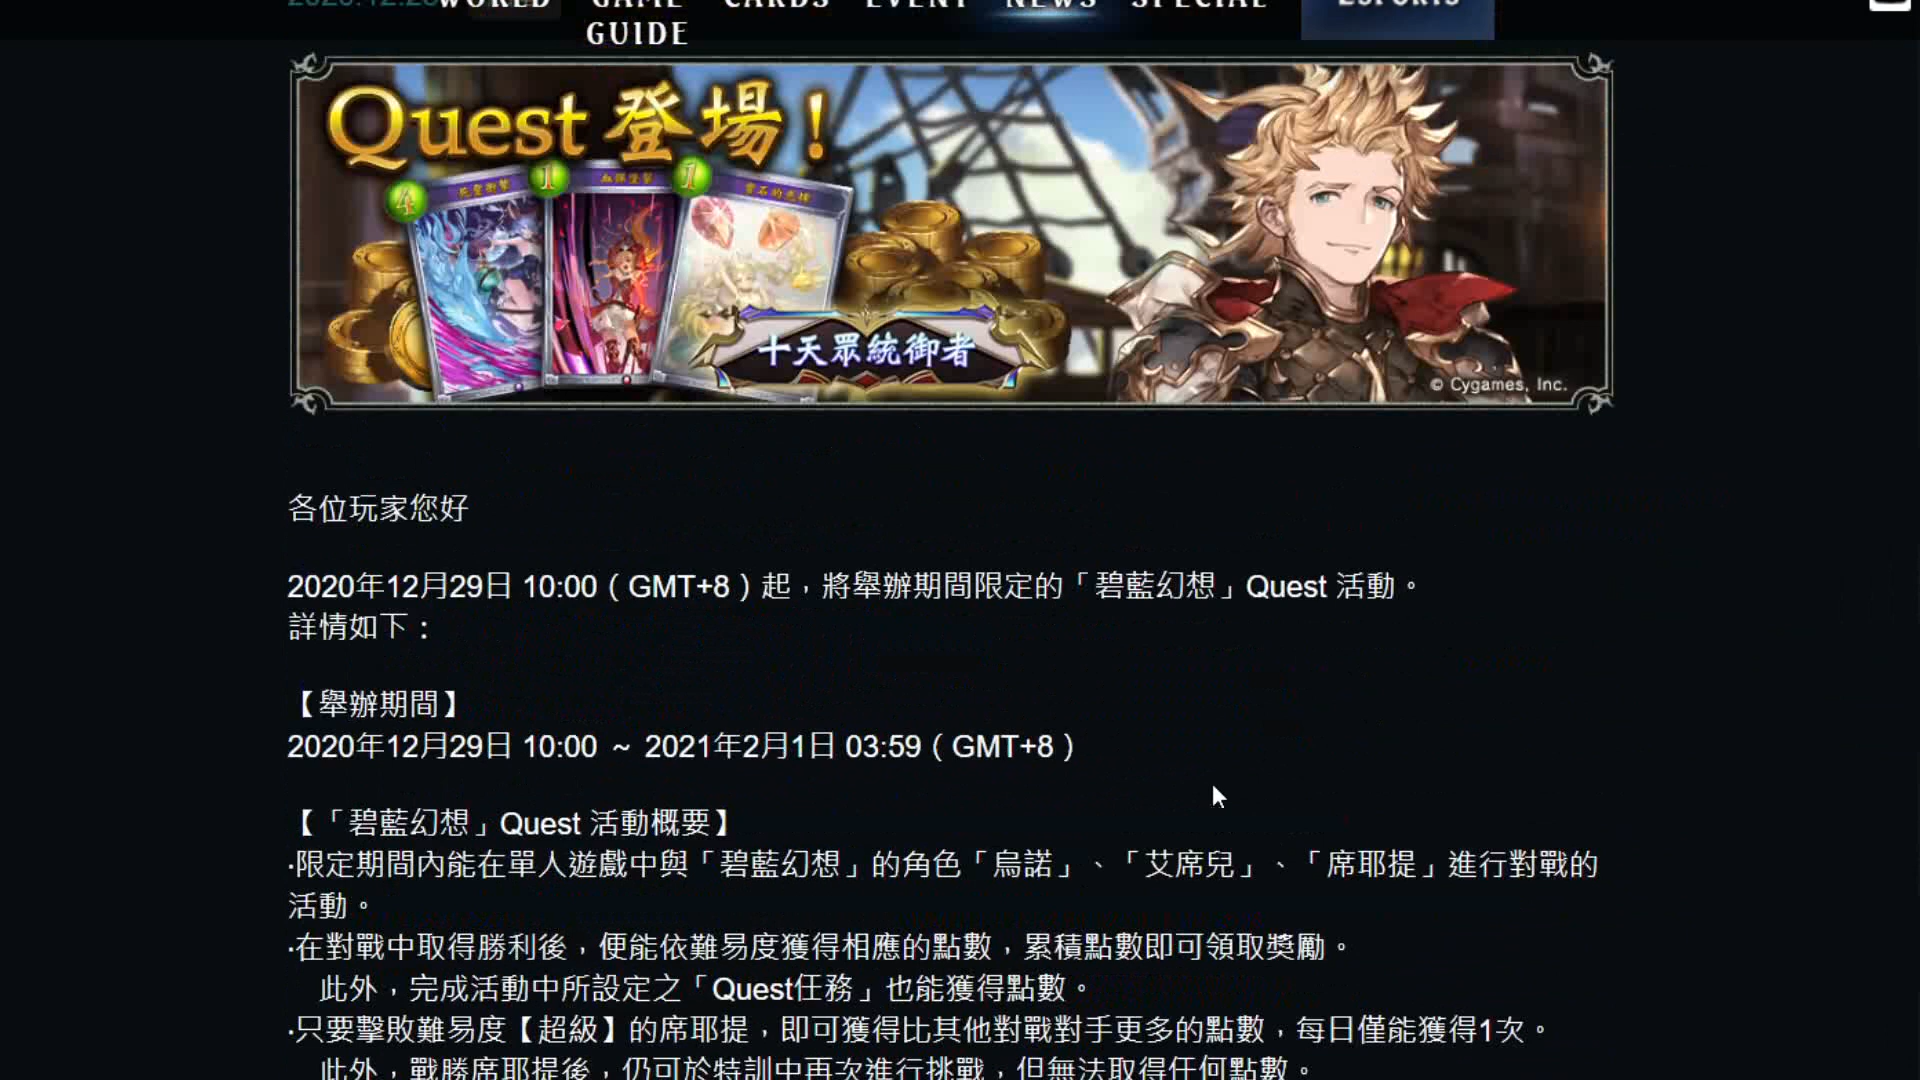 WORLD GAME GUIDE CARDS EVENT NEWS SPECIAL ESPORTS
Quest 登場！
4 1 1
十天眾統御者
© Cygames, Inc.
各位玩家您好
2020年12月29日 10:00（GMT+8）起，將舉辦期間限定的「碧藍幻想」Quest 活動。
詳情如下：
【舉辦期間】
2020年12月29日 10:00 ～ 2021年2月1日 03:59（GMT+8）
【「碧藍幻想」Quest 活動概要】
‧限定期間內能在單人遊戲中與「碧藍幻想」的角色「烏諾」、「艾席兒」、「席耶提」進行對戰的
活動。
‧在對戰中取得勝利後，便能依難易度獲得相應的點數，累積點數即可領取獎勵。
此外，完成活動中所設定之「Quest任務」也能獲得點數。
‧只要擊敗難易度【超級】的席耶提，即可獲得比其他對戰對手更多的點數，每日僅能獲得1次。
此外，戰勝席耶提後，仍可於特訓中再次進行挑戰，但無法取得任何點數。